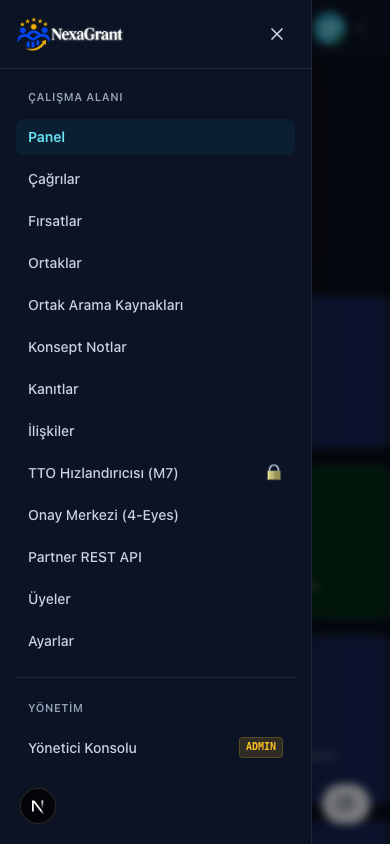 NexaGrant
ÇALIŞMA ALANI
Panel
Çağrılar
Fırsatlar
Ortaklar
Ortak Arama Kaynakları
Konsept Notlar
Kanıtlar
İlişkiler
TTO Hızlandırıcısı (M7)
Onay Merkezi (4-Eyes)
Partner REST API
Üyeler
Ayarlar
YÖNETİM
Yönetici Konsolu ADMIN
N